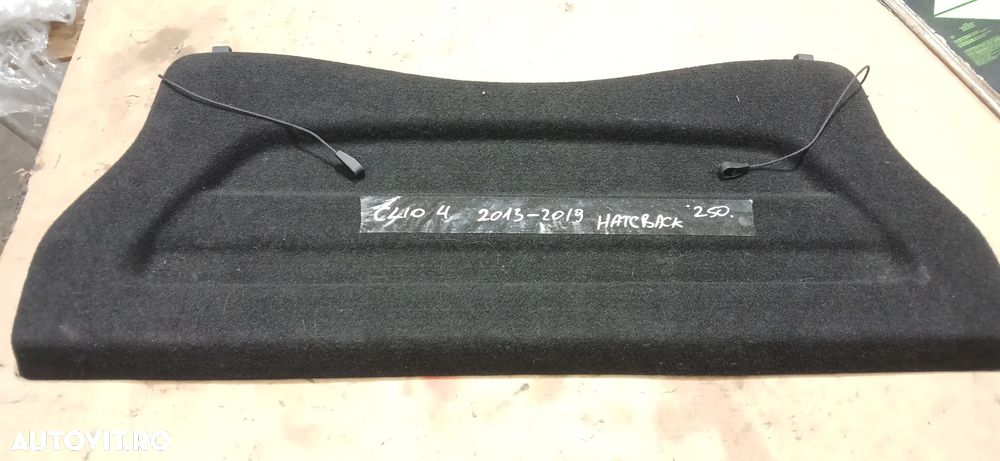 CLIO 4 2013-2019 HATCBACK 250.
AUTOVIT.RO